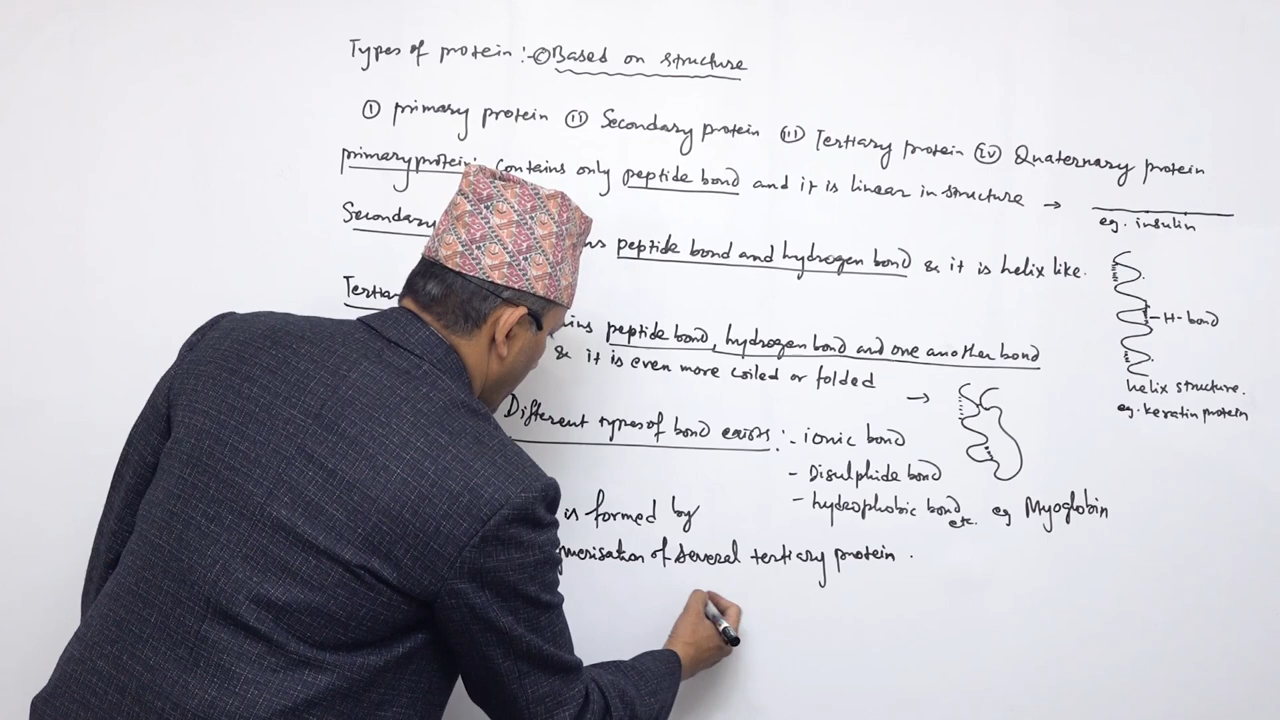 Types of protein :- © Based on structure
① primary protein ⑪ Secondary protein ⑪⑪ Tertiary protein ⓘⓥ Quaternary protein
primary protein: contains only peptide bond and it is linear in structure →
eg. insulin
Secondary ns peptide bond and hydrogen bond & it is helix like.
H-bond
helix structure.
eg. keratin protein
Tertia ins peptide bond, hydrogen bond and one another bond
& it is even more coiled or folded →
Different types of bond exists :- ionic bond
- Disulphide bond
- hydrophobic bond etc. eg Myoglobin
is formed by
merisation of several tertiary protein .